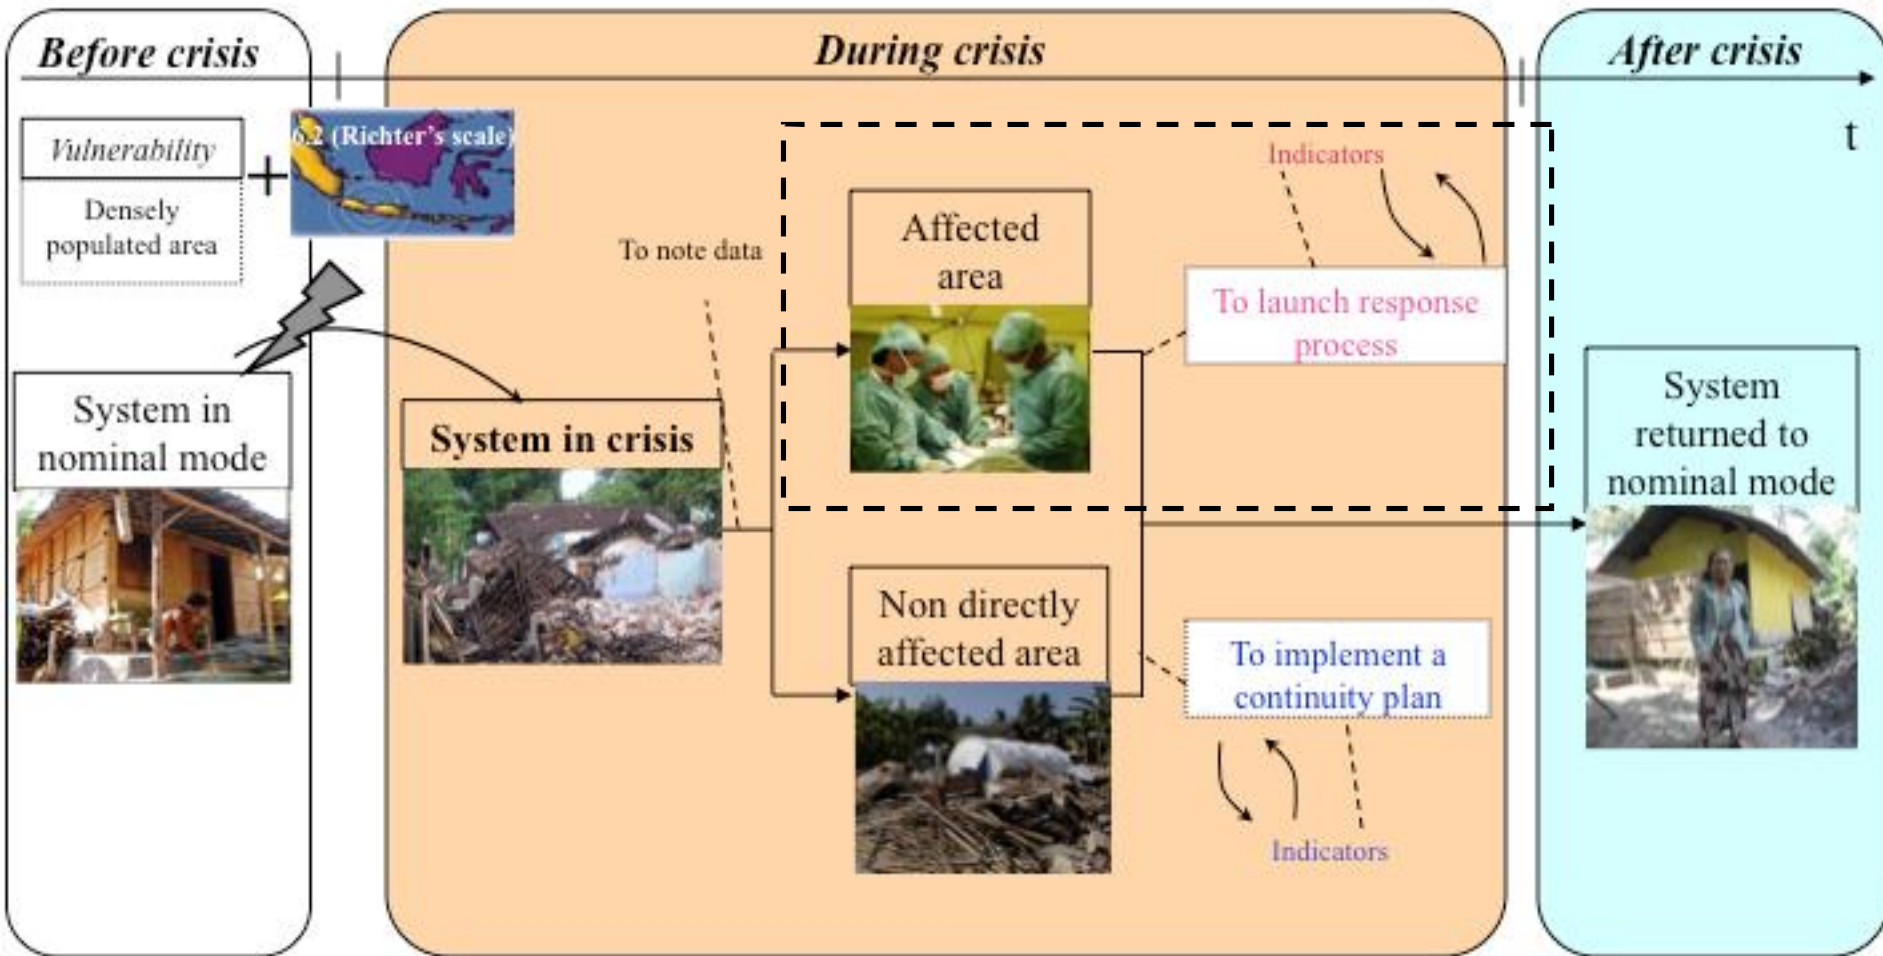 Before crisis
During crisis
After crisis
t
Vulnerability
Densely
populated area
+
6.2 (Richter's scale)
To note data
System in
nominal mode
System in crisis
Affected
area
Indicators
To launch response
process
Non directly
affected area
To implement a
continuity plan
Indicators
System
returned to
nominal mode